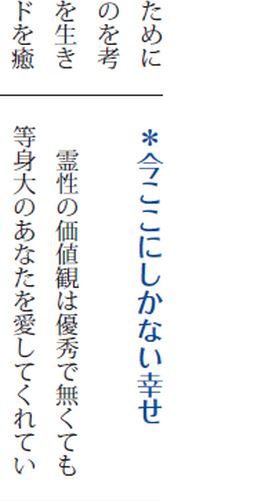 ために
のを考
を生き
ドを癒
＊今ここにしかない幸せ
霊性の価値観は優秀で無くても
等身大のあなたを愛してくれてい